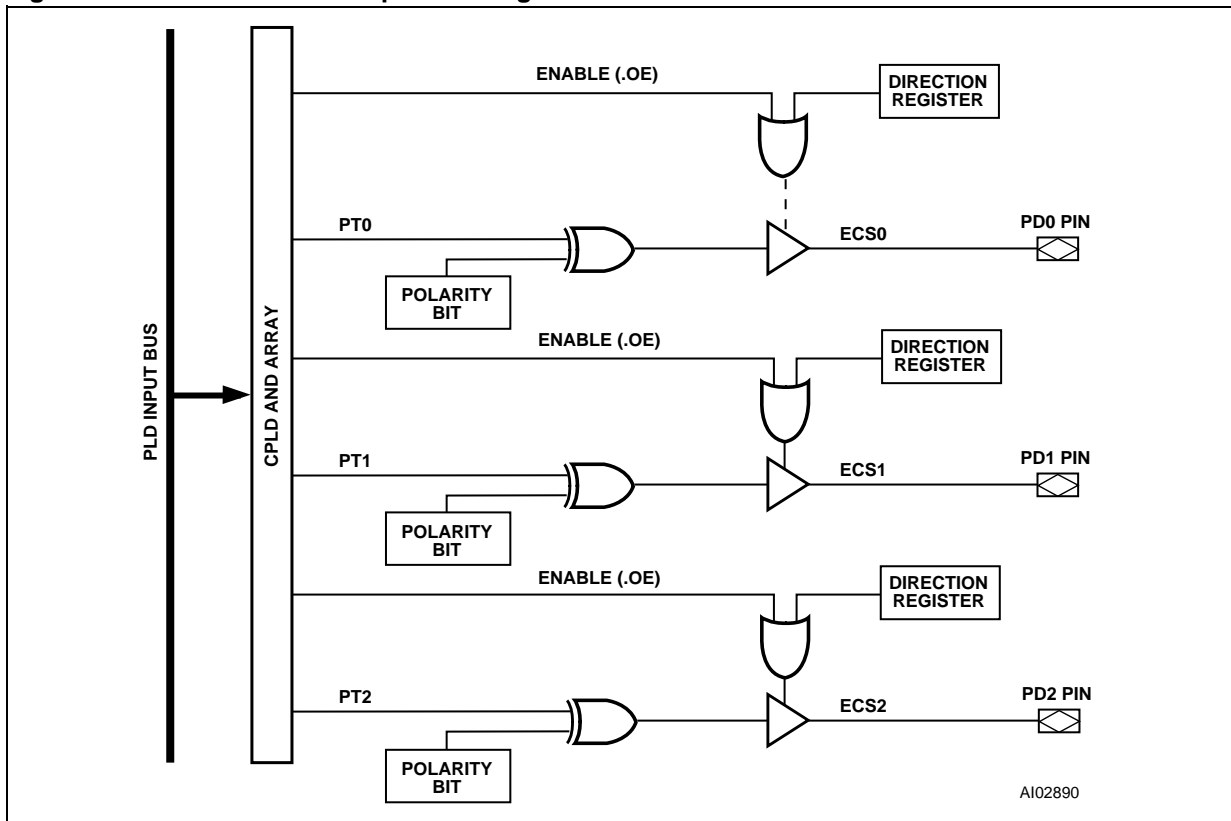 ENABLE (.OE)
DIRECTION
REGISTER
PT0
ECS0
PD0 PIN
POLARITY
BIT
ENABLE (.OE)
DIRECTION
REGISTER
PLD INPUT BUS
CPLD AND ARRAY
PT1
ECS1
PD1 PIN
POLARITY
BIT
ENABLE (.OE)
DIRECTION
REGISTER
PT2
ECS2
PD2 PIN
POLARITY
BIT
AI02890